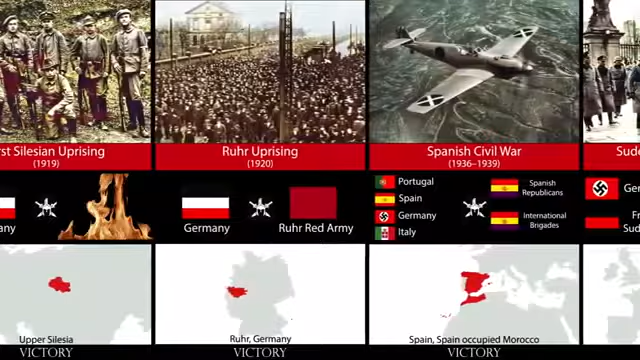 rst Silesian Uprising
(1919)
Ruhr Uprising
(1920)
Spanish Civil War
(1936–1939)
Sude
any
Germany
Ruhr Red Army
Portugal
Spain
Germany
Italy
Spanish
Republicans
International
Brigades
Ge
Fr
Sud
Upper Silesia
VICTORY
Ruhr, Germany
VICTORY
Spain, Spain occupied Morocco
VICTORY